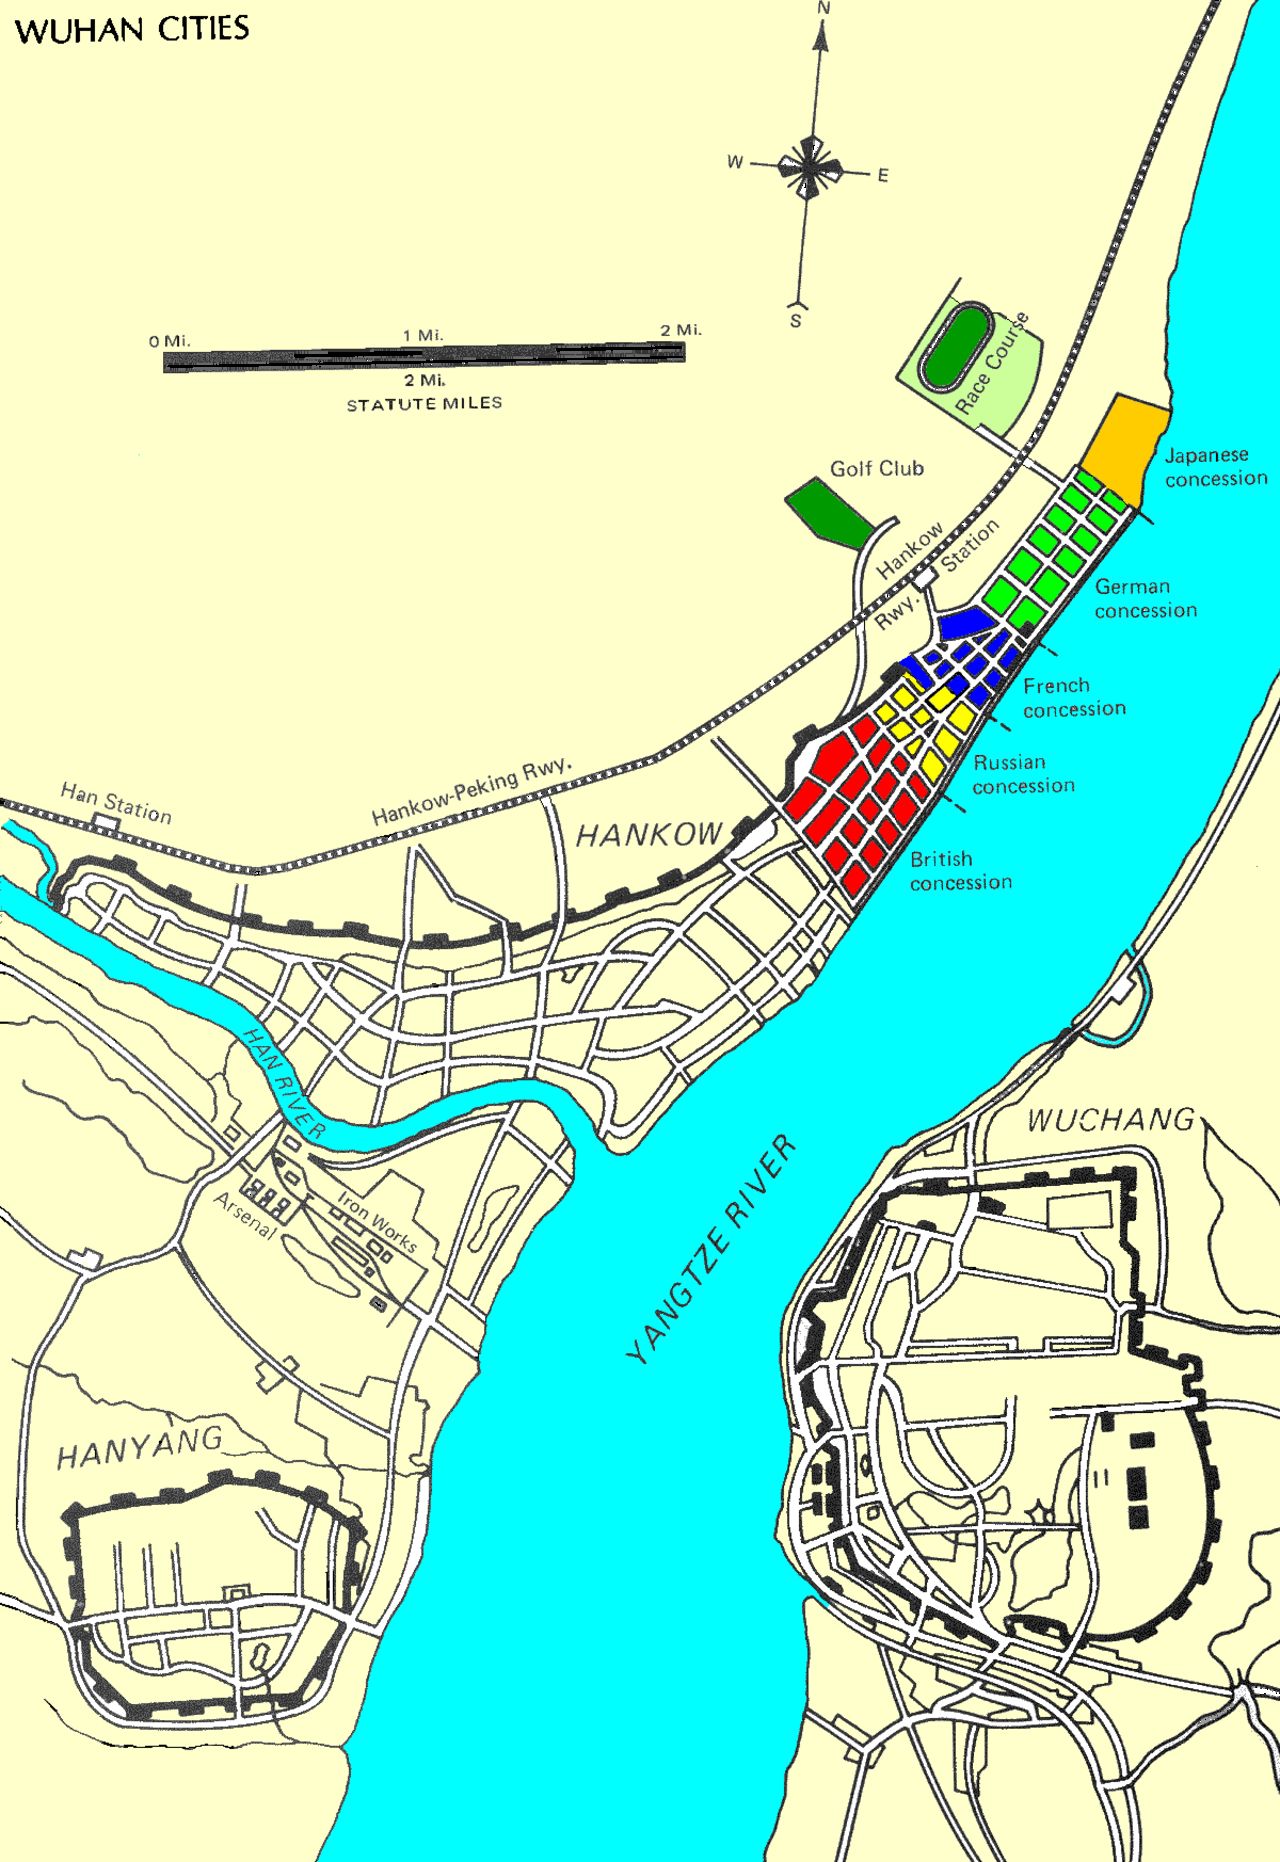 WUHAN CITIES
N
W
E
S
0 Mi.
1 Mi.
2 Mi.
2 Mi.
STATUTE MILES
Race Course
Golf Club
Japanese
concession
Hankow
Station
Rwy.
German
concession
French
concession
Russian
concession
Hankow-Peking Rwy.
Han Station
HANKOW
British
concession
HAN RIVER
WUCHANG
YANGTZE RIVER
Iron Works
Arsenal
HANYANG